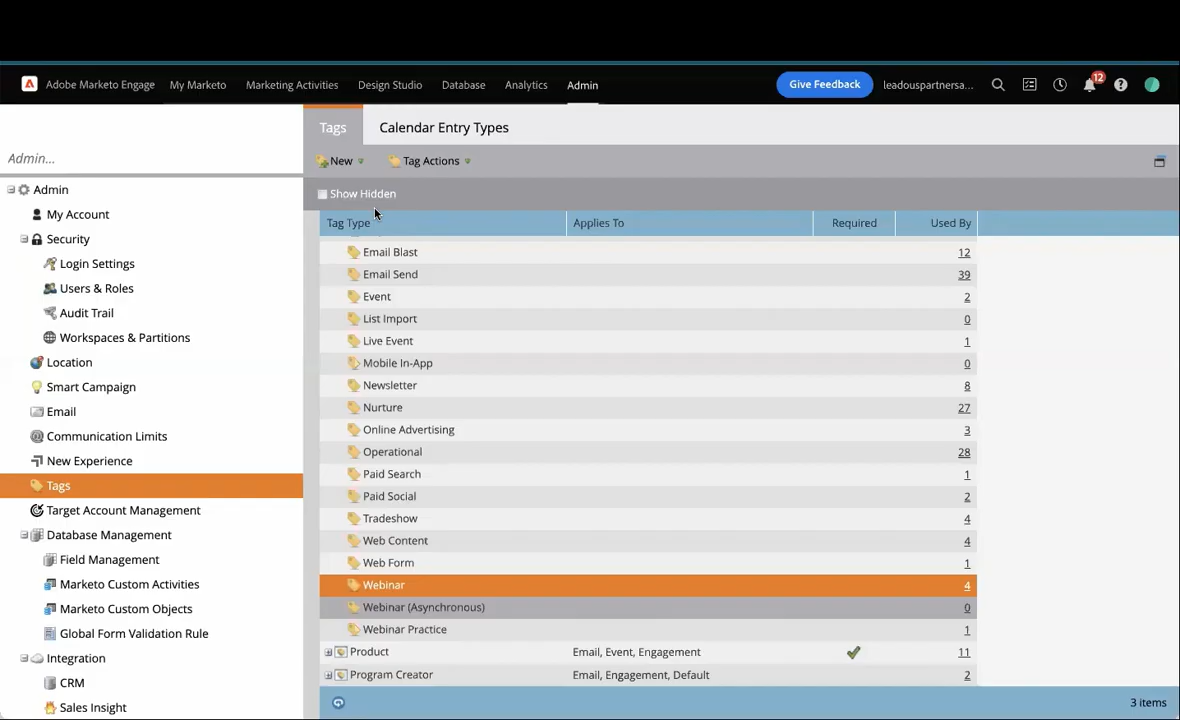 Adobe Marketo Engage My Marketo Marketing Activities Design Studio Database Analytics Admin Give Feedback leadouspartnersa... 12
Admin...
Admin
My Account
Security
Login Settings
Users & Roles
Audit Trail
Workspaces & Partitions
Location
Smart Campaign
Email
Communication Limits
New Experience
Tags
Target Account Management
Database Management
Field Management
Marketo Custom Activities
Marketo Custom Objects
Global Form Validation Rule
Integration
CRM
Sales Insight
Tags Calendar Entry Types
New Tag Actions
Show Hidden
Tag Type Applies To Required Used By
Email Blast 12
Email Send 39
Event 2
List Import 0
Live Event 1
Mobile In-App 0
Newsletter 8
Nurture 27
Online Advertising 3
Operational 28
Paid Search 1
Paid Social 2
Tradeshow 4
Web Content 4
Web Form 1
Webinar 4
Webinar (Asynchronous) 0
Webinar Practice 1
Product Email, Event, Engagement 11
Program Creator Email, Engagement, Default 2
3 items